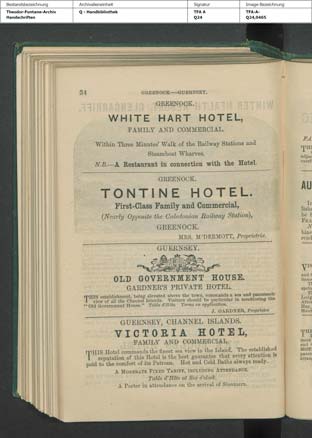 Bestandsbezeichnung Archivaleinheit Signatur Image-Bezeichnung
Theodor-Fontane-Archiv Q - Handbibliothek TFA A TFA-A-
Handschriften Q24 Q24,0465
34 GREENOCK—GUERNSEY.
GREENOCK.
WHITE HART HOTEL,
FAMILY AND COMMERCIAL.
Within Three Minutes' Walk of the Railway Stations and
Steamboat Wharves.
N.B.—A Restaurant in connection with the Hotel.
GREENOCK.
TONTINE HOTEL.
First-Class Family and Commercial,
(Nearly Opposite the Caledonian Railway Station),
GREENOCK.
MRS. M'DERMOTT, Proprietrix.
GUERNSEY.
OLD GOVERNMENT HOUSE.
GARDNER'S PRIVATE HOTEL.
THIS establishment, being elevated above the town, commands a sea and panoramic
view of all the Channel Islands. Visitors should be particular in mentioning the
"Old Government House." Table d'Hôte. Terms on application.
J. GARDNER, Proprietor
GUERNSEY, CHANNEL ISLANDS.
VICTORIA HOTEL,
FAMILY AND COMMERCIAL,
THIS Hotel commands the finest sea view in the Island. The established
reputation of this Hotel is the best guarantee that every attention is
paid to the comfort of its Patrons. Hot and Cold Baths always ready.
A MODERATE FIXED TARIFF, INCLUDING ATTENDANCE.
Table d'Hôte at Six o'clock.
A Porter in attendance on the arrival of Steamers.